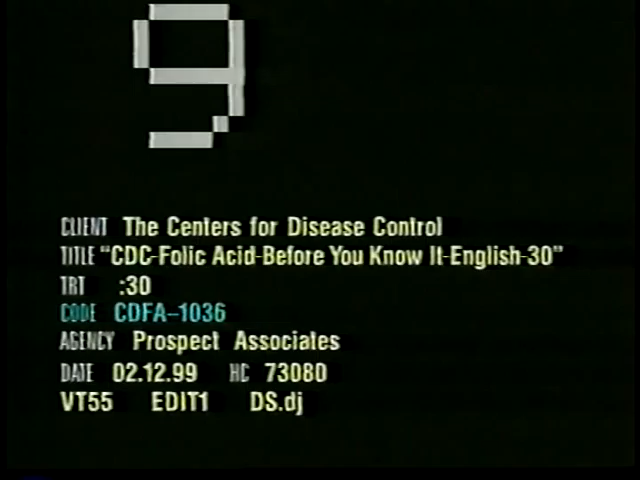 9
CLIENT The Centers for Disease Control
TITLE "CDC-Folic Acid-Before You Know It-English-30"
TRT :30
CODE CDFA-1036
AGENCY Prospect Associates
DATE 02.12.99 HC 73080
VT55 EDIT1 DS.dj